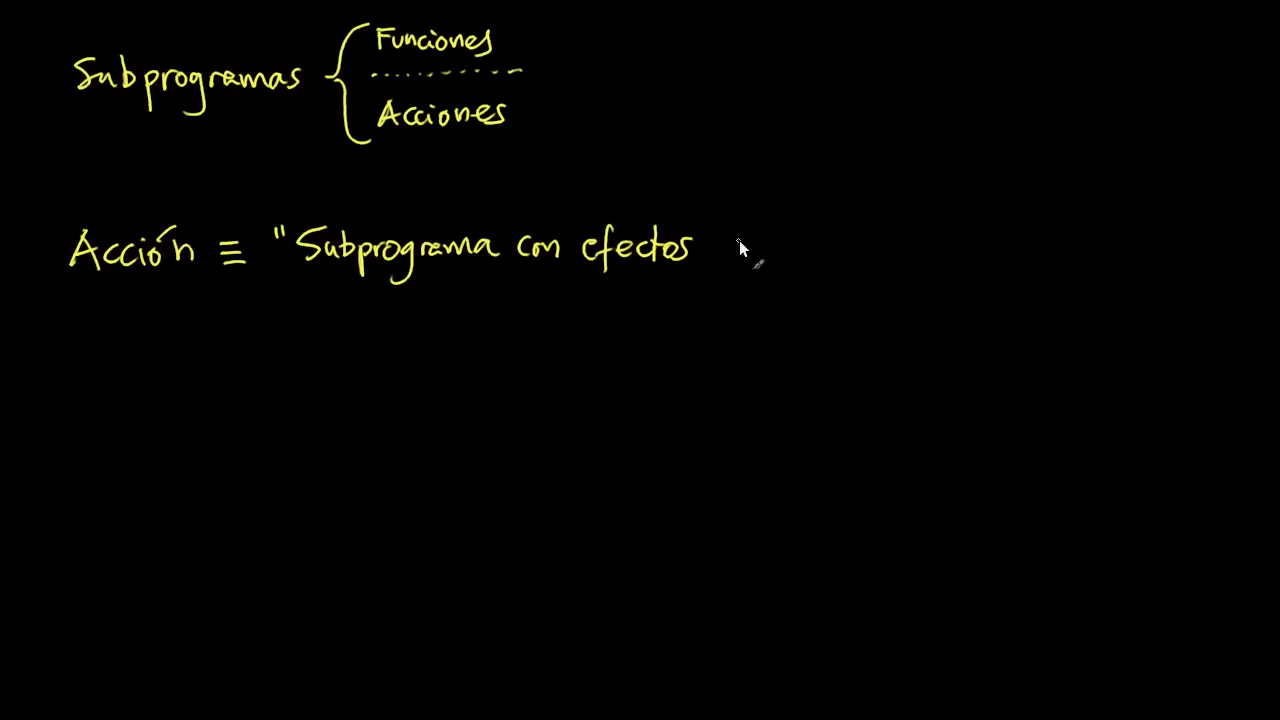 Subprogramas { Funciones
Acciones
Acción ≡ "Subprograma con efectos